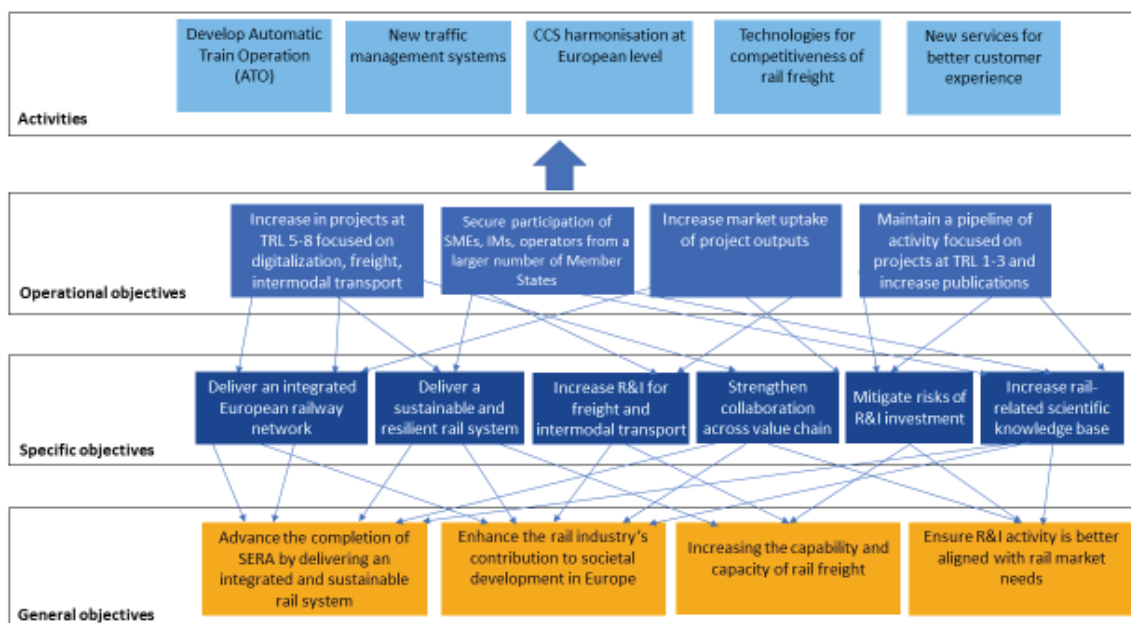 Develop Automatic
Train Operation
(ATO)
New traffic
management systems
CCS harmonisation at
European level
Technologies for
competitiveness of
rail freight
New services for
better customer
experience
Activities
Increase in projects at
TRL 5-8 focused on
digitalization, freight,
intermodal transport
Secure participation of
SMEs, IMs, operators from a
larger number of Member
States
Increase market uptake
of project outputs
Maintain a pipeline of
activity focused on
projects at TRL 1-3 and
increase publications
Operational objectives
Deliver an integrated
European railway
network
Deliver a
sustainable and
resilient rail system
Increase R&I for
freight and
intermodal transport
Strengthen
collaboration
across value chain
Mitigate risks of
R&I investment
Increase rail-
related scientific
knowledge base
Specific objectives
Advance the completion of
SERA by delivering an
integrated and sustainable
rail system
Enhance the rail industry's
contribution to societal
development in Europe
Increasing the capability and
capacity of rail freight
Ensure R&I activity is better
aligned with rail market
needs
General objectives